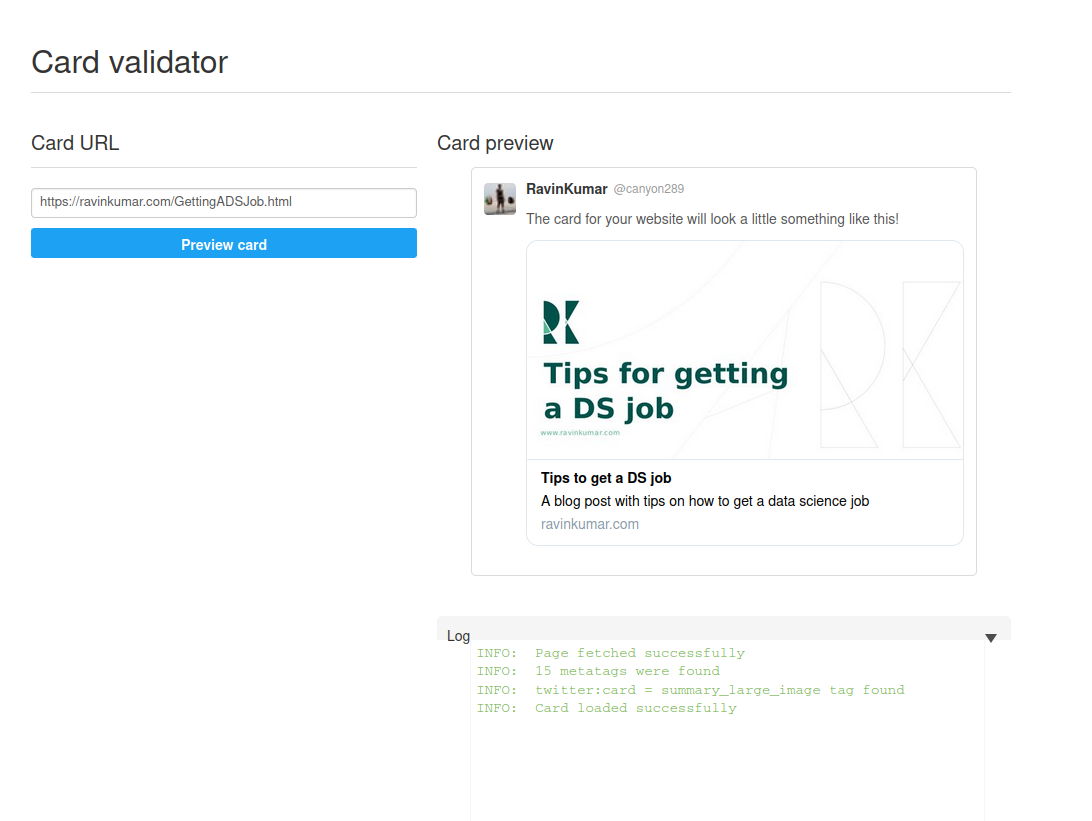 Card validator
Card URL
https://ravinkumar.com/GettingADSJob.html
Preview card
Card preview
RavinKumar @canyon289
The card for your website will look a little something like this!
RK
Tips for getting
a DS job
www.ravinkumar.com
RK
Tips to get a DS job
A blog post with tips on how to get a data science job
ravinkumar.com
Log
INFO: Page fetched successfully
INFO: 15 metatags were found
INFO: twitter:card = summary_large_image tag found
INFO: Card loaded successfully